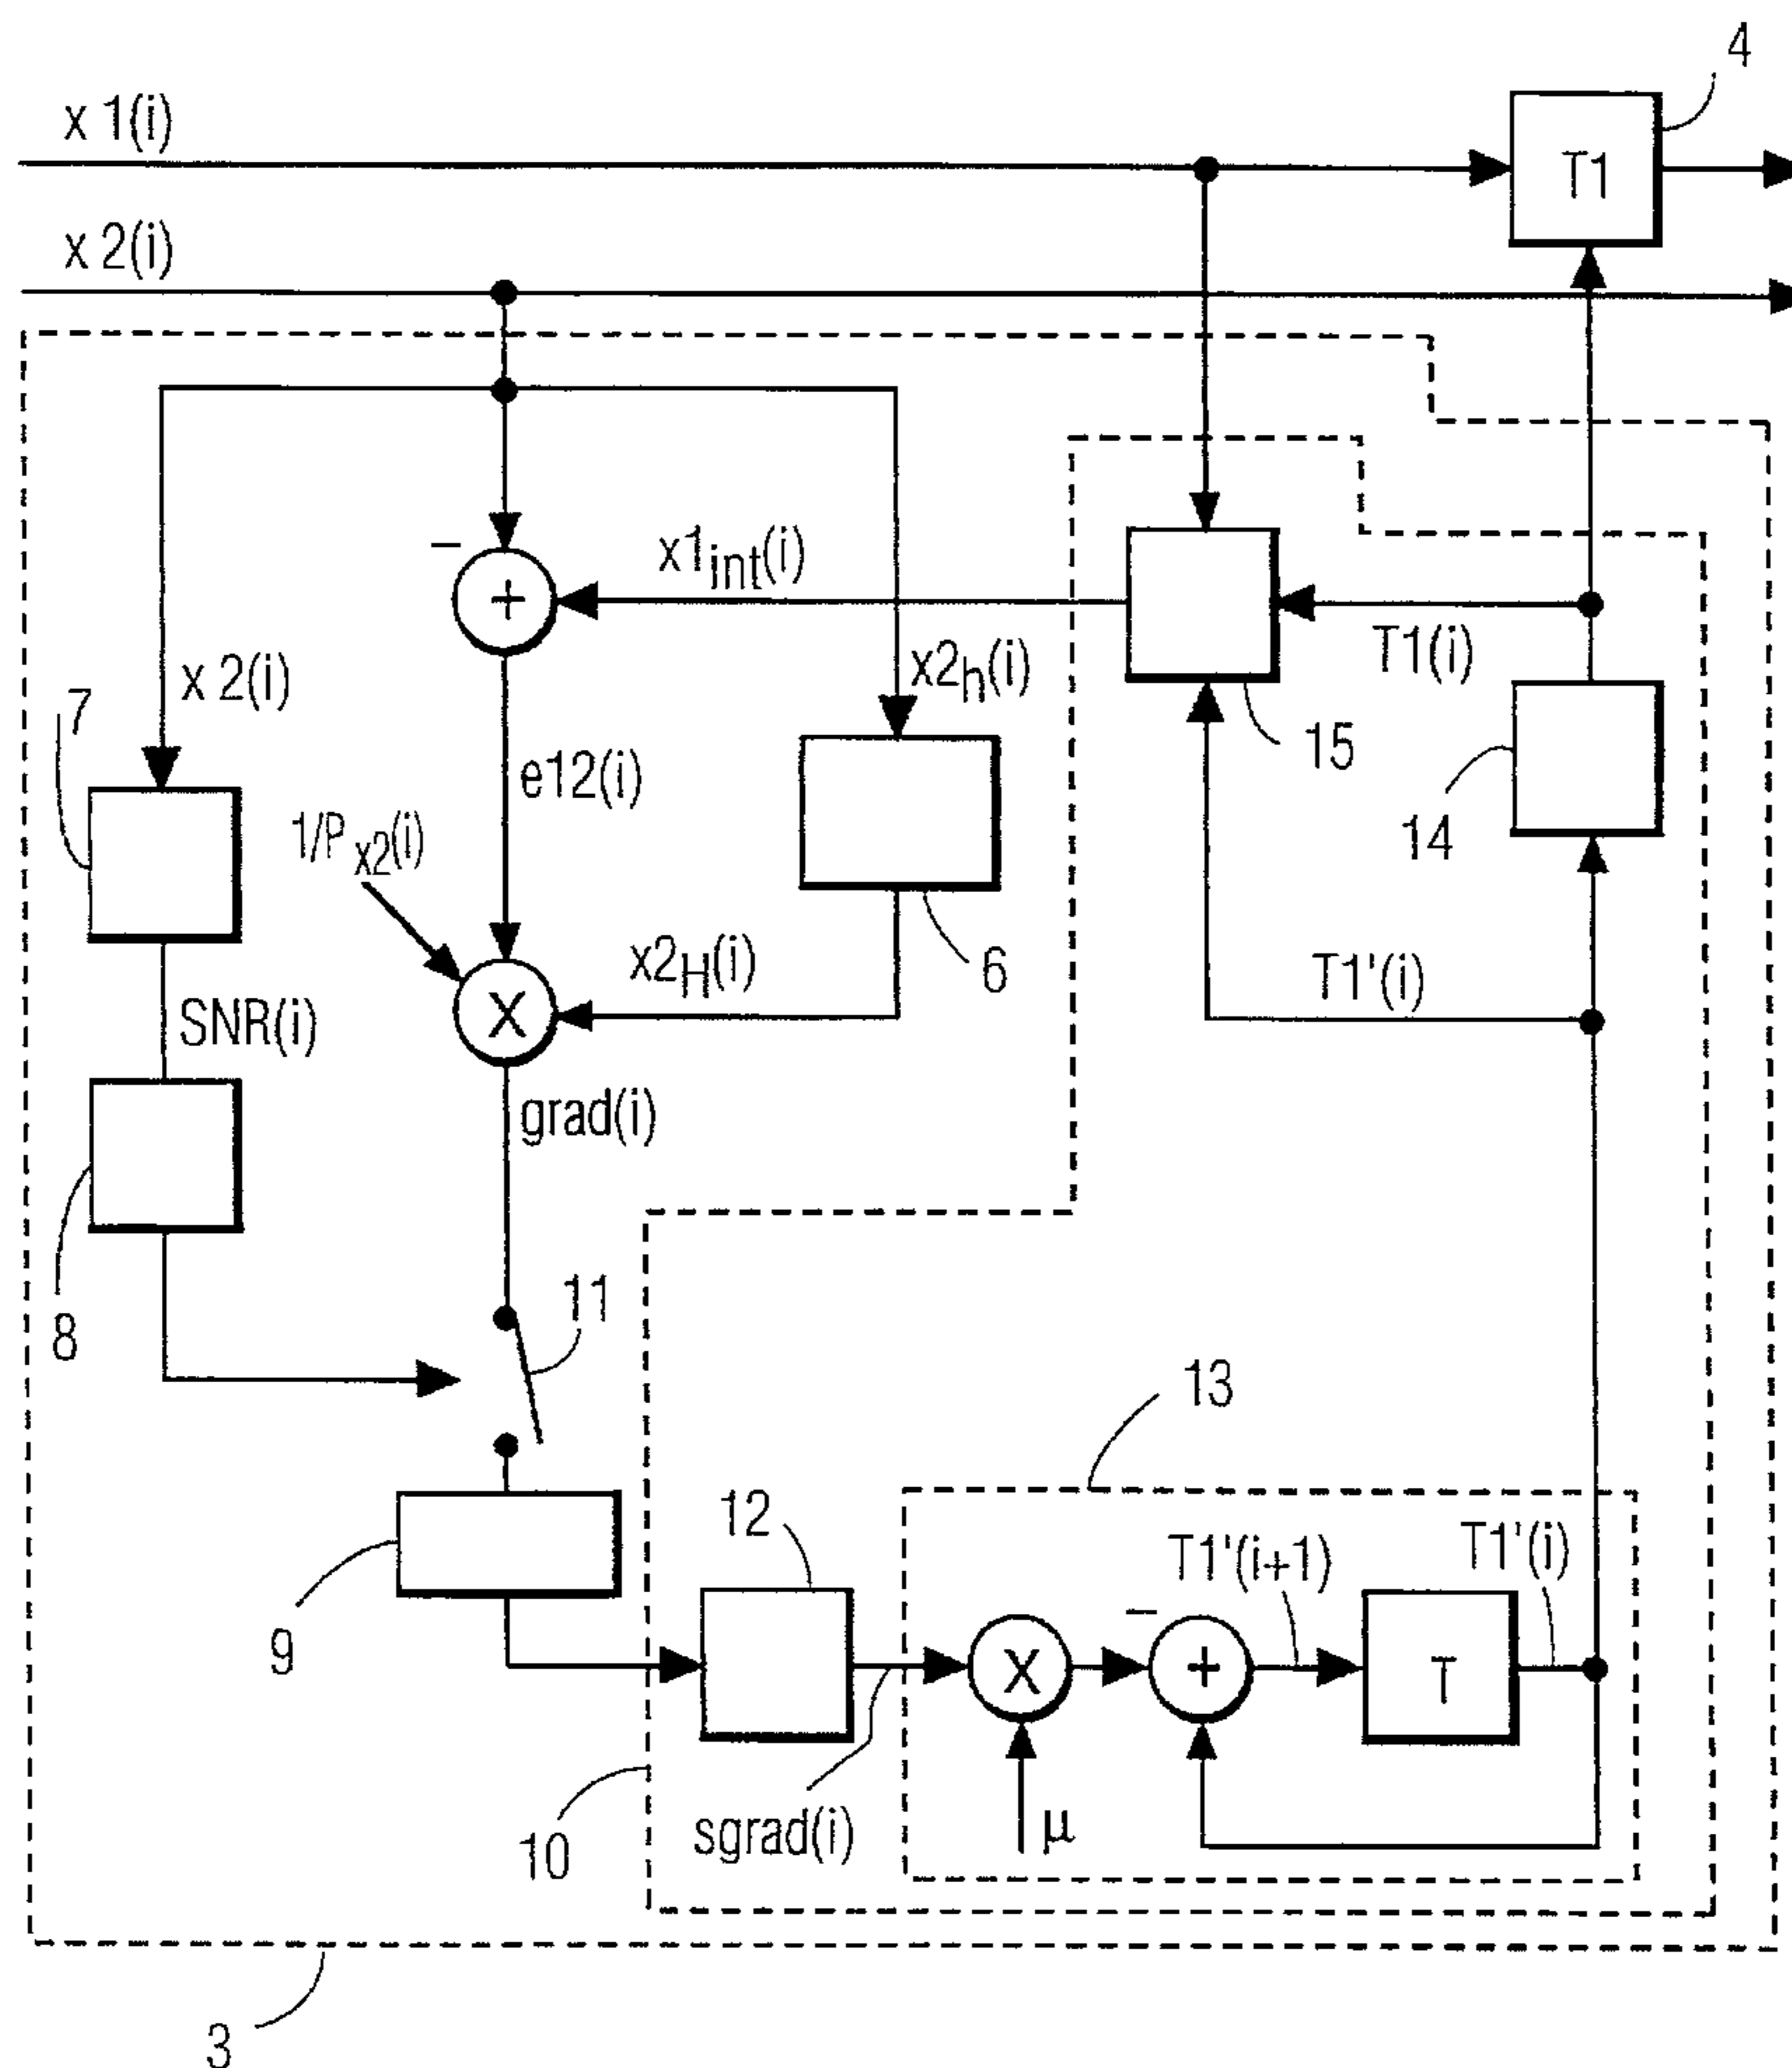 4
x 1(i)
T1
x 2(i)
x1int(i)
–
+
T1(i)
x 2(i)
x2h(i)
7
15
e12(i)
14
1/Px2(i)
x2H(i)
6
T1'(i)
X
SNR(i)
grad(i)
11
8
13
12
T1'(i+1)
T1'(i)
9
–
X
+
T
10
sgrad(i)
µ
3